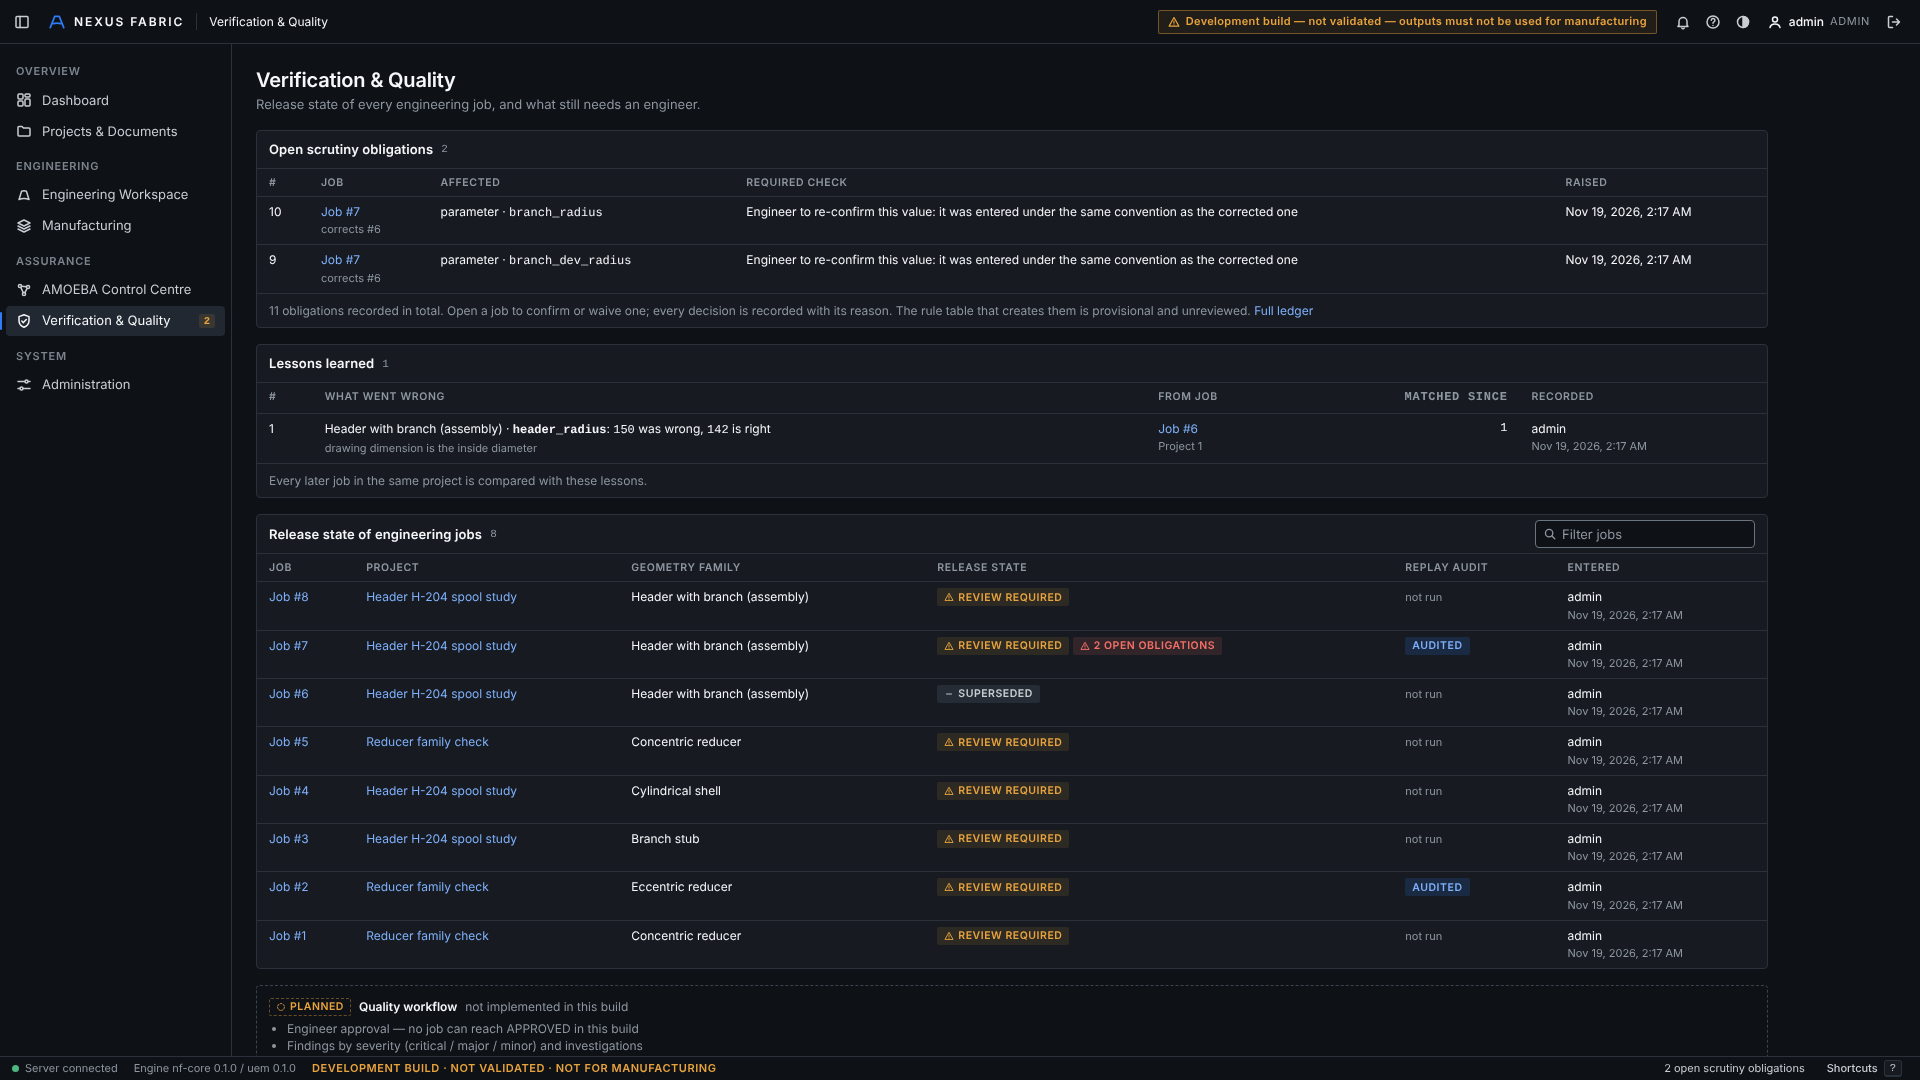 NEXUS FABRIC
Verification & Quality
Development build — not validated — outputs must not be used for manufacturing
admin ADMIN
OVERVIEW
Dashboard
Projects & Documents
ENGINEERING
Engineering Workspace
Manufacturing
ASSURANCE
AMOEBA Control Centre
Verification & Quality 2
SYSTEM
Administration
Verification & Quality
Release state of every engineering job, and what still needs an engineer.
Open scrutiny obligations 2
# JOB AFFECTED REQUIRED CHECK RAISED
10 Job #7 parameter · branch_radius Engineer to re-confirm this value: it was entered under the same convention as the corrected one Nov 19, 2026, 2:17 AM
corrects #6
9 Job #7 parameter · branch_dev_radius Engineer to re-confirm this value: it was entered under the same convention as the corrected one Nov 19, 2026, 2:17 AM
corrects #6
11 obligations recorded in total. Open a job to confirm or waive one; every decision is recorded with its reason. The rule table that creates them is provisional and unreviewed. Full ledger
Lessons learned 1
# WHAT WENT WRONG FROM JOB MATCHED SINCE RECORDED
1 Header with branch (assembly) · header_radius: 150 was wrong, 142 is right Job #6 1 admin
drawing dimension is the inside diameter Project 1 Nov 19, 2026, 2:17 AM
Every later job in the same project is compared with these lessons.
Release state of engineering jobs 8
Filter jobs
JOB PROJECT GEOMETRY FAMILY RELEASE STATE REPLAY AUDIT ENTERED
Job #8 Header H-204 spool study Header with branch (assembly) REVIEW REQUIRED not run admin
Nov 19, 2026, 2:17 AM
Job #7 Header H-204 spool study Header with branch (assembly) REVIEW REQUIRED 2 OPEN OBLIGATIONS AUDITED admin
Nov 19, 2026, 2:17 AM
Job #6 Header H-204 spool study Header with branch (assembly) – SUPERSEDED not run admin
Nov 19, 2026, 2:17 AM
Job #5 Reducer family check Concentric reducer REVIEW REQUIRED not run admin
Nov 19, 2026, 2:17 AM
Job #4 Header H-204 spool study Cylindrical shell REVIEW REQUIRED not run admin
Nov 19, 2026, 2:17 AM
Job #3 Header H-204 spool study Branch stub REVIEW REQUIRED not run admin
Nov 19, 2026, 2:17 AM
Job #2 Reducer family check Eccentric reducer REVIEW REQUIRED AUDITED admin
Nov 19, 2026, 2:17 AM
Job #1 Reducer family check Concentric reducer REVIEW REQUIRED not run admin
Nov 19, 2026, 2:17 AM
PLANNED Quality workflow not implemented in this build
• Engineer approval — no job can reach APPROVED in this build
• Findings by severity (critical / major / minor) and investigations
Server connected Engine nf-core 0.1.0 / uem 0.1.0 DEVELOPMENT BUILD · NOT VALIDATED · NOT FOR MANUFACTURING 2 open scrutiny obligations Shortcuts ?